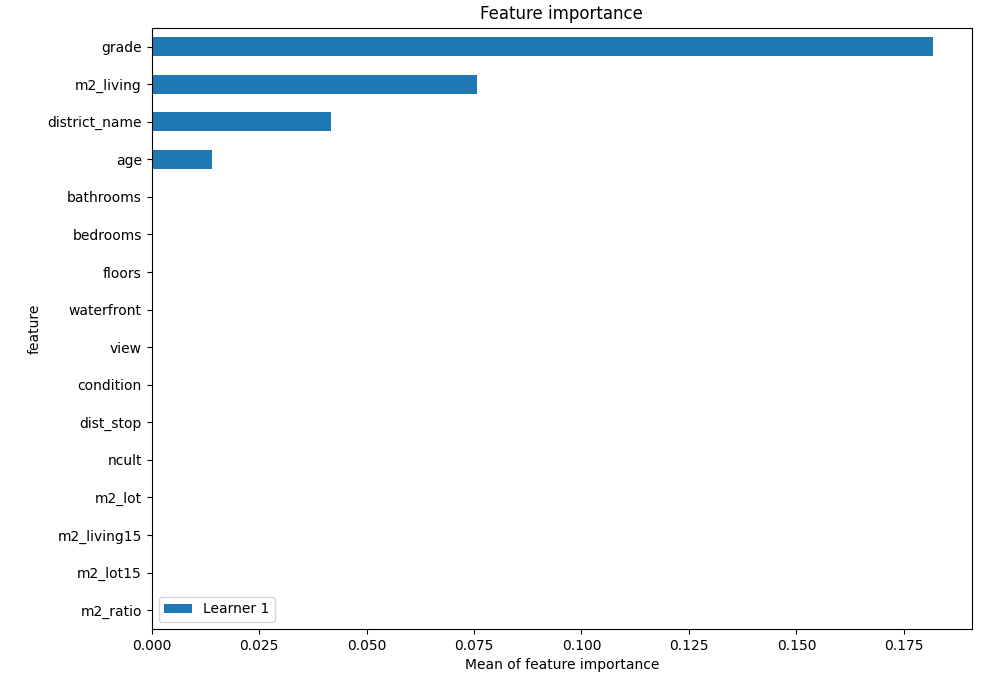 Feature importance
grade
m2_living
district_name
age
bathrooms
bedrooms
floors
waterfront
view
condition
dist_stop
ncult
m2_lot
m2_living15
m2_lot15
m2_ratio
feature
Learner 1
0.000 0.025 0.050 0.075 0.100 0.125 0.150 0.175
Mean of feature importance